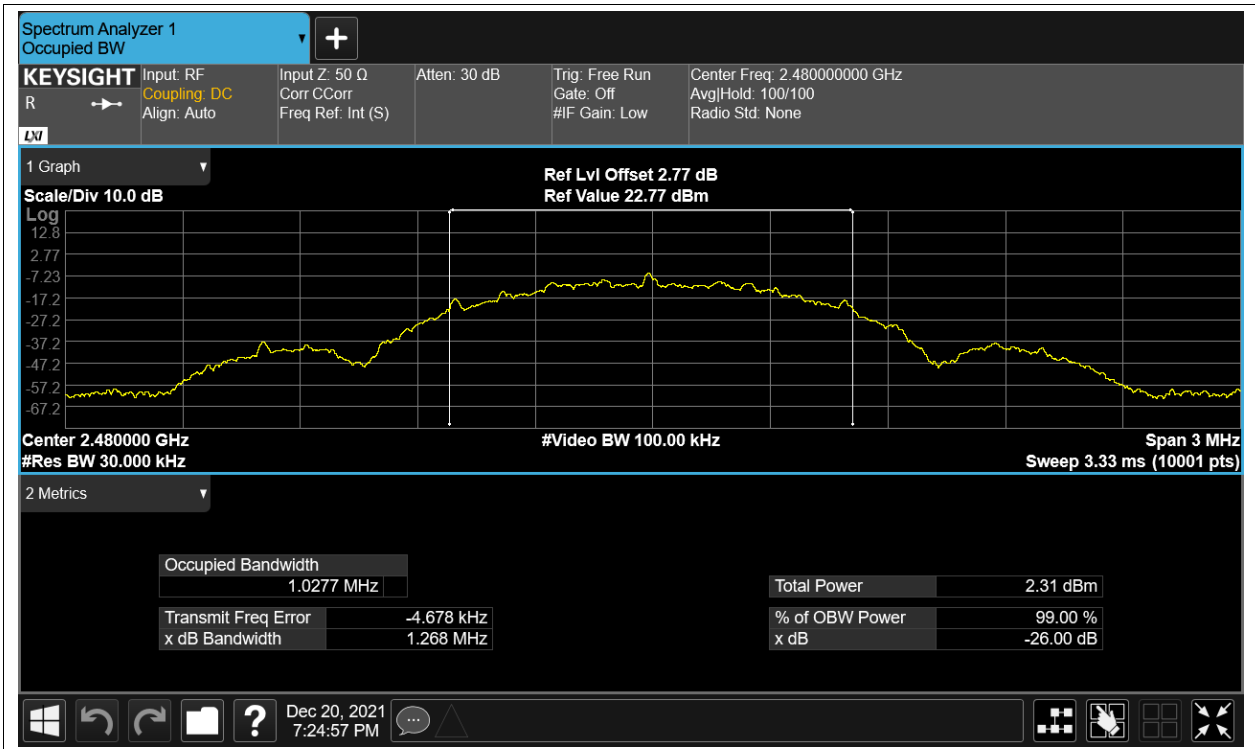 Spectrum Analyzer 1
Occupied BW
KEYSIGHT
R
LXI
Input: RF
Coupling: DC
Align: Auto
Input Z: 50 Ω
Corr CCorr
Freq Ref: Int (S)
Atten: 30 dB
Trig: Free Run
Gate: Off
#IF Gain: Low
Center Freq: 2.480000000 GHz
Avg|Hold: 100/100
Radio Std: None
1 Graph
Scale/Div 10.0 dB
Ref Lvl Offset 2.77 dB
Ref Value 22.77 dBm
Log
12.8
2.77
-7.23
-17.2
-27.2
-37.2
-47.2
-57.2
-67.2
Center 2.480000 GHz
#Video BW 100.00 kHz
Span 3 MHz
#Res BW 30.000 kHz
Sweep 3.33 ms (10001 pts)
2 Metrics
Occupied Bandwidth
1.0277 MHz
Total Power 2.31 dBm
Transmit Freq Error -4.678 kHz
% of OBW Power 99.00 %
x dB Bandwidth 1.268 MHz
x dB -26.00 dB
?
Dec 20, 2021
7:24:57 PM